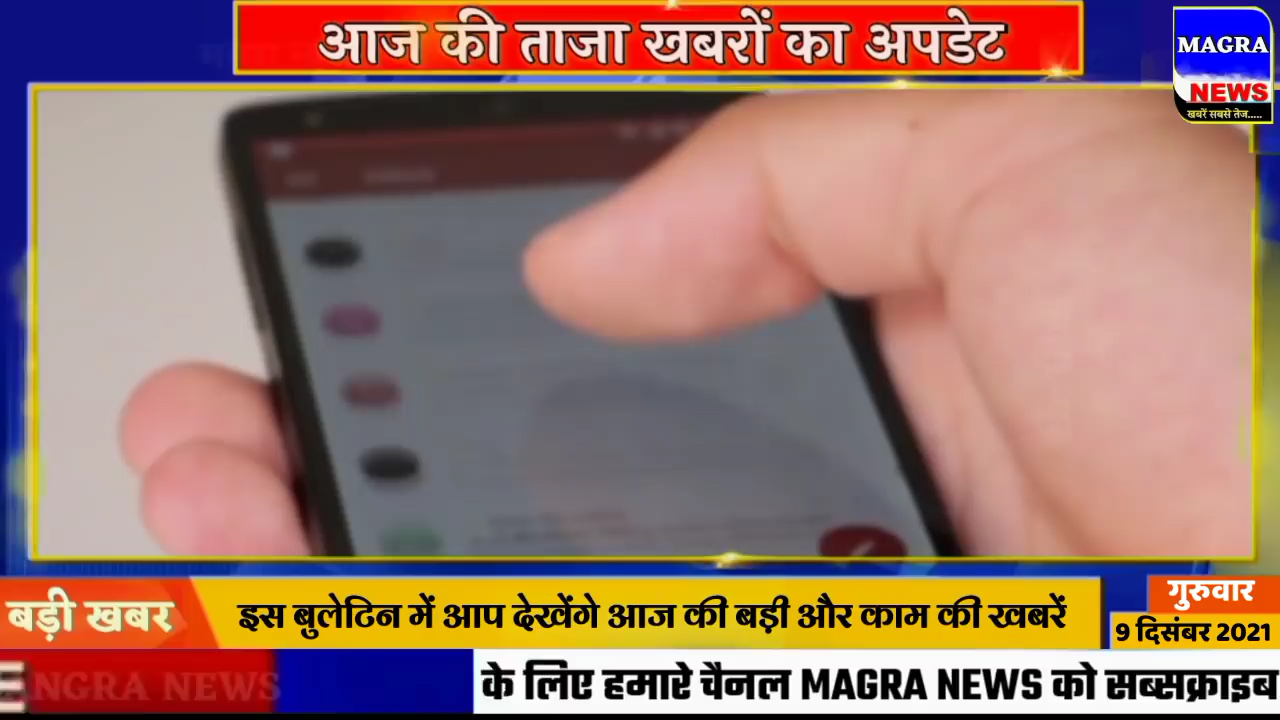 आज की ताजा खबरों का अपडेट
MAGRA
NEWS
खबरें सबसे तेज.....
बड़ी खबर
इस बुलेटिन में आप देखेंगे आज की बड़ी और काम की खबरें
गुरुवार
9 दिसंबर 2021
के लिए हमारे चैनल MAGRA NEWS को सब्सक्राइब